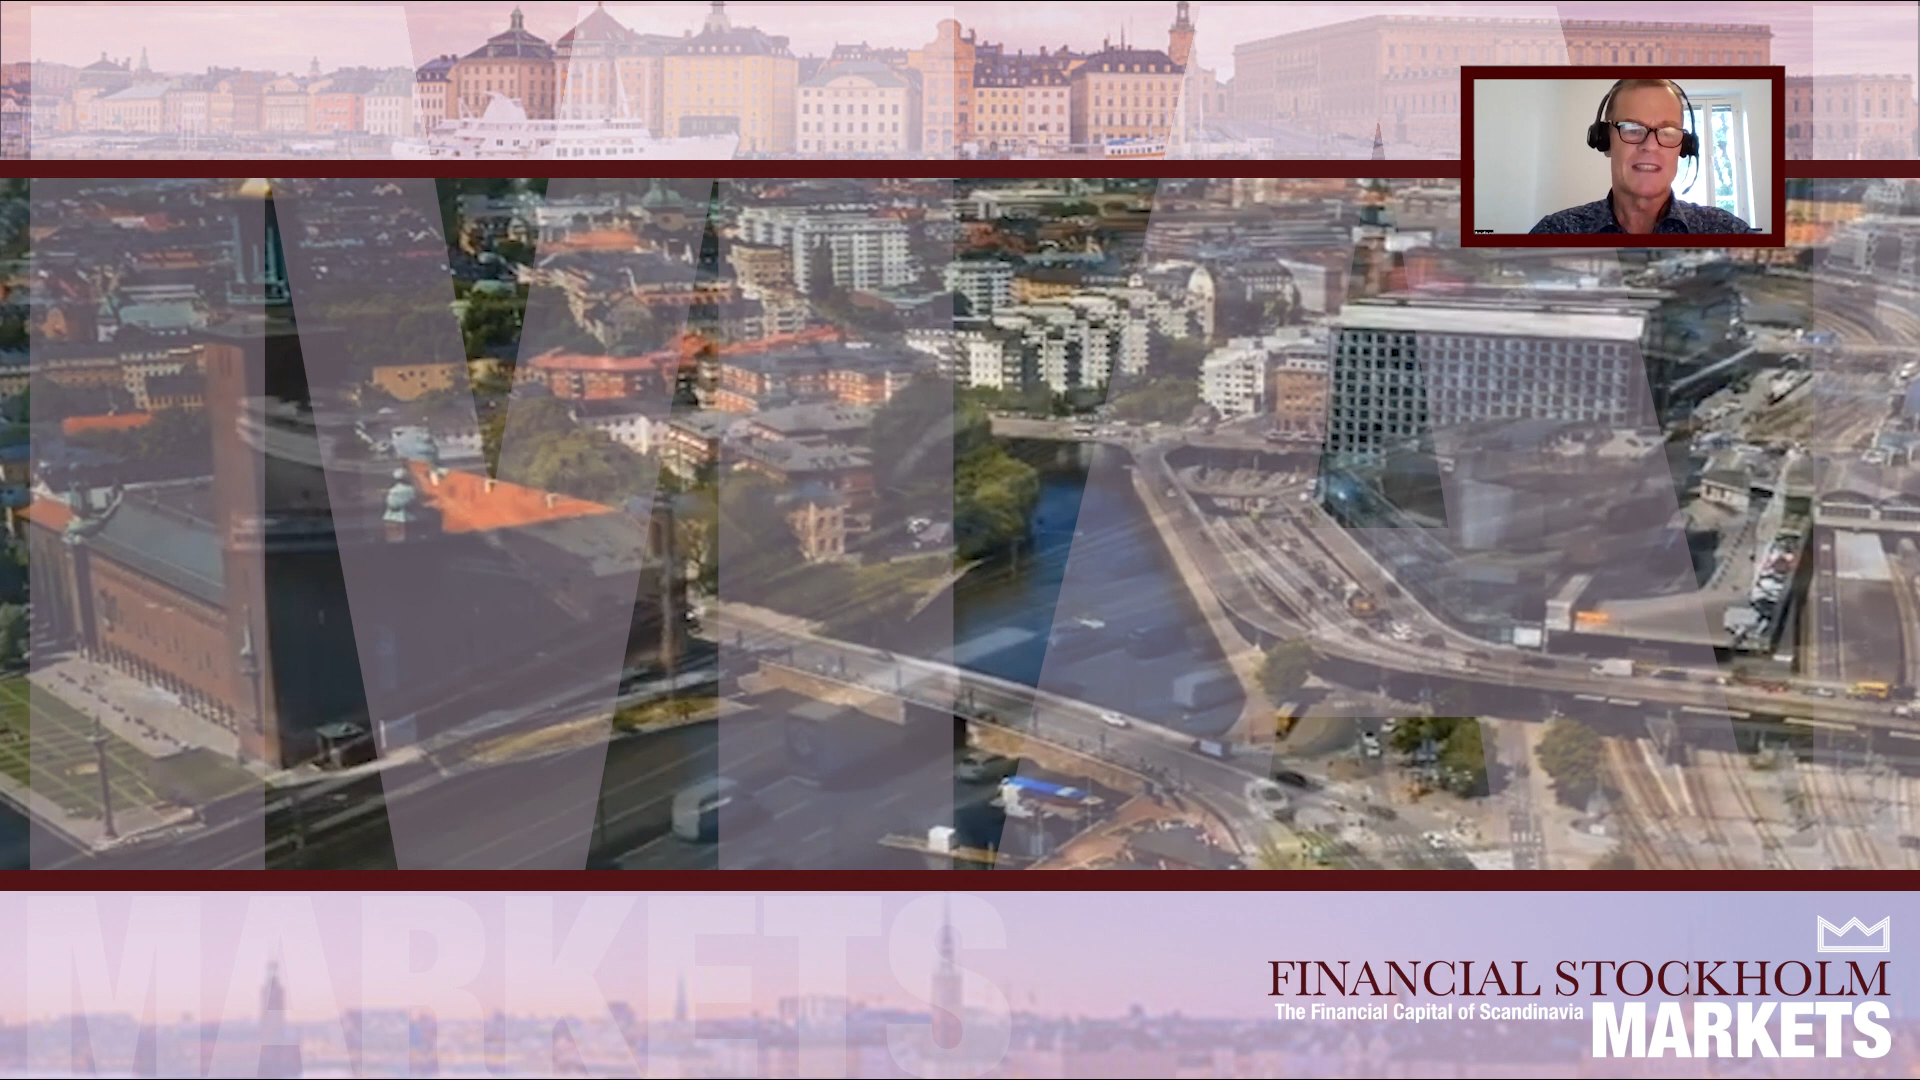 MARKETS
FINANCIAL STOCKHOLM
The Financial Capital of Scandinavia
MARKETS